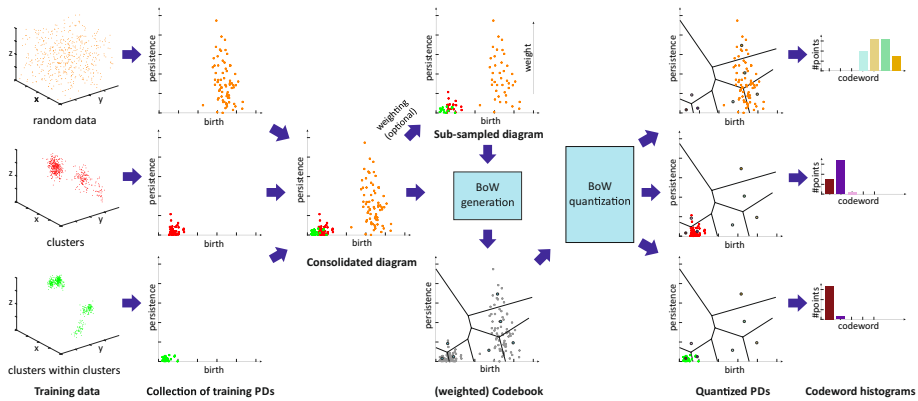 z
x
y
random data
persistence
birth
weighting
(optional)
persistence
weight
birth
Sub-sampled diagram
persistence
birth
#points
codeword
z
x
y
clusters
persistence
birth
persistence
birth
Consolidated diagram
BoW
generation
BoW
quantization
persistence
birth
#points
codeword
z
x
y
clusters within clusters
persistence
birth
persistence
birth
persistence
birth
#points
codeword
Training data
Collection of training PDs
(weighted) Codebook
Quantized PDs
Codeword histograms